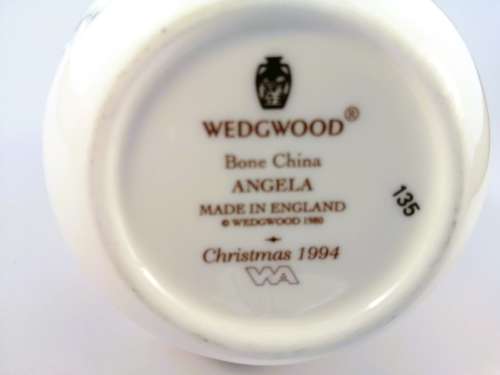 WEDGWOOD®
Bone China
ANGELA
MADE IN ENGLAND
© WEDGWOOD 1980
Christmas 1994
WA
135